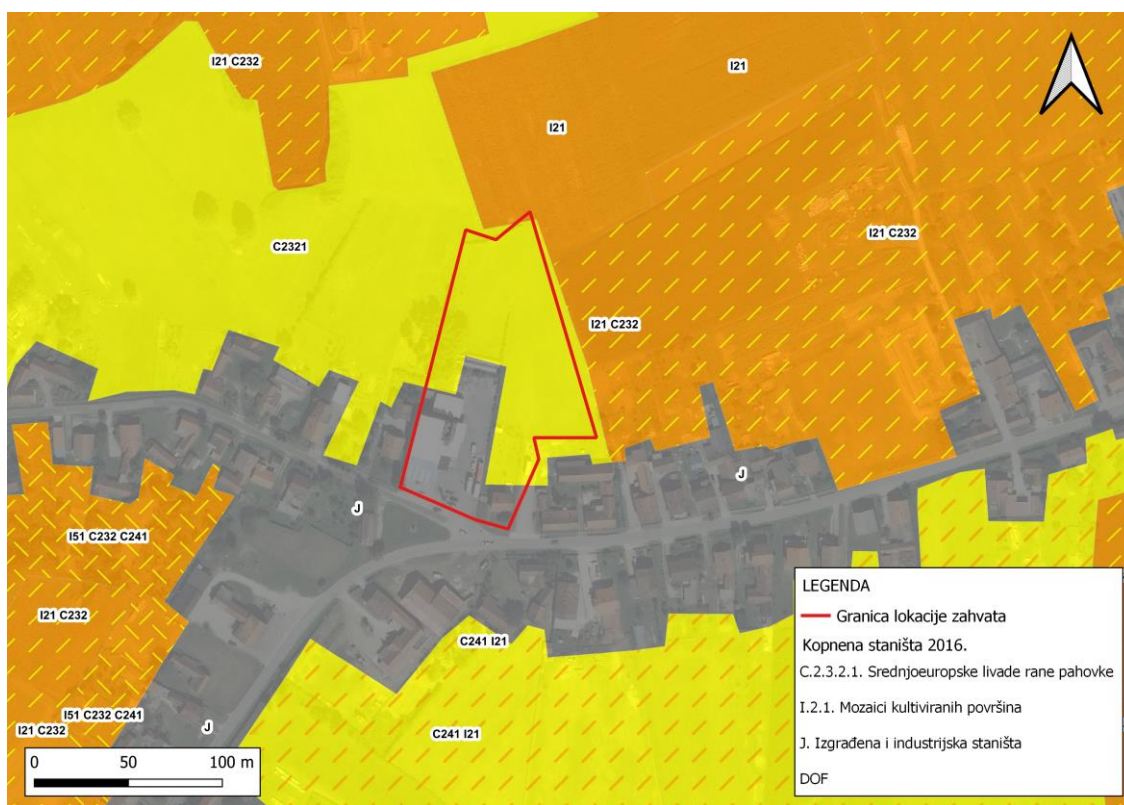 I21 C232
I21
I21
C2321
I21 C232
I21 C232
J
J
I51 C232 C241
I21 C232
C241 I21
I51 C232 C241
I21 C232
J
C241 I21
0 50 100 m
LEGENDA
Granica lokacije zahvata
Kopnena staništa 2016.
C.2.3.2.1. Srednjoeuropske livade rane pahovke
I.2.1. Mozaici kultiviranih površina
J. Izgrađena i industrijska staništa
DOF